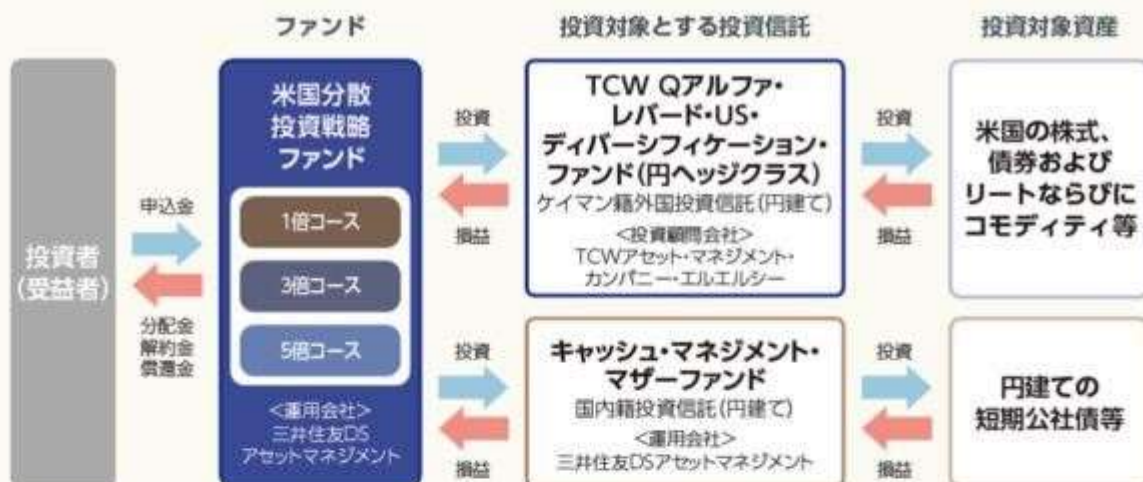 ファンド
投資対象とする投資信託
投資対象資産
投資者
(受益者)
申込金
分配金
解約金
償還金
米国分散
投資戦略
ファンド
1倍コース
3倍コース
5倍コース
<運用会社>
三井住友DS
アセットマネジメント
投資
損益
TCW Qアルファ・
レバード・US・
ディバーシフィケーション・
ファンド(円ヘッジクラス)
ケイマン籍外国投資信託(円建て)
<投資顧問会社>
TCWアセット・マネジメント・
カンパニー・エルエルシー
投資
損益
米国の株式、
債券および
リートならびに
コモディティ等
投資
損益
キャッシュ・マネジメント・
マザーファンド
国内籍投資信託(円建て)
<運用会社>
三井住友DSアセットマネジメント
投資
損益
円建ての
短期公社債等